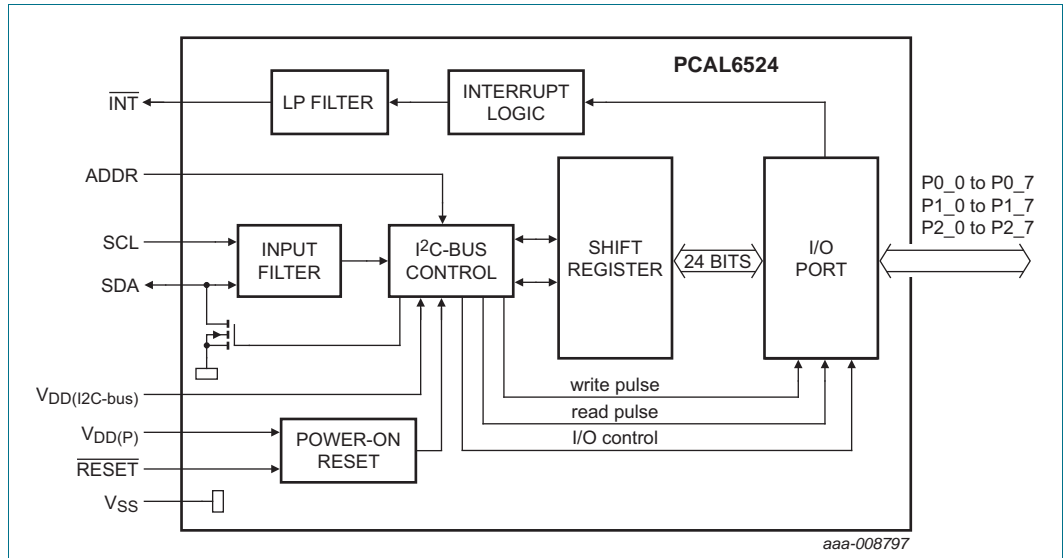 PCAL6524
INT
LP FILTER
INTERRUPT
LOGIC
ADDR
SCL
SDA
INPUT
FILTER
I2C-BUS
CONTROL
SHIFT
REGISTER
24 BITS
I/O
PORT
P0_0 to P0_7
P1_0 to P1_7
P2_0 to P2_7
write pulse
read pulse
I/O control
VDD(I2C-bus)
VDD(P)
RESET
VSS
POWER-ON
RESET
aaa-008797